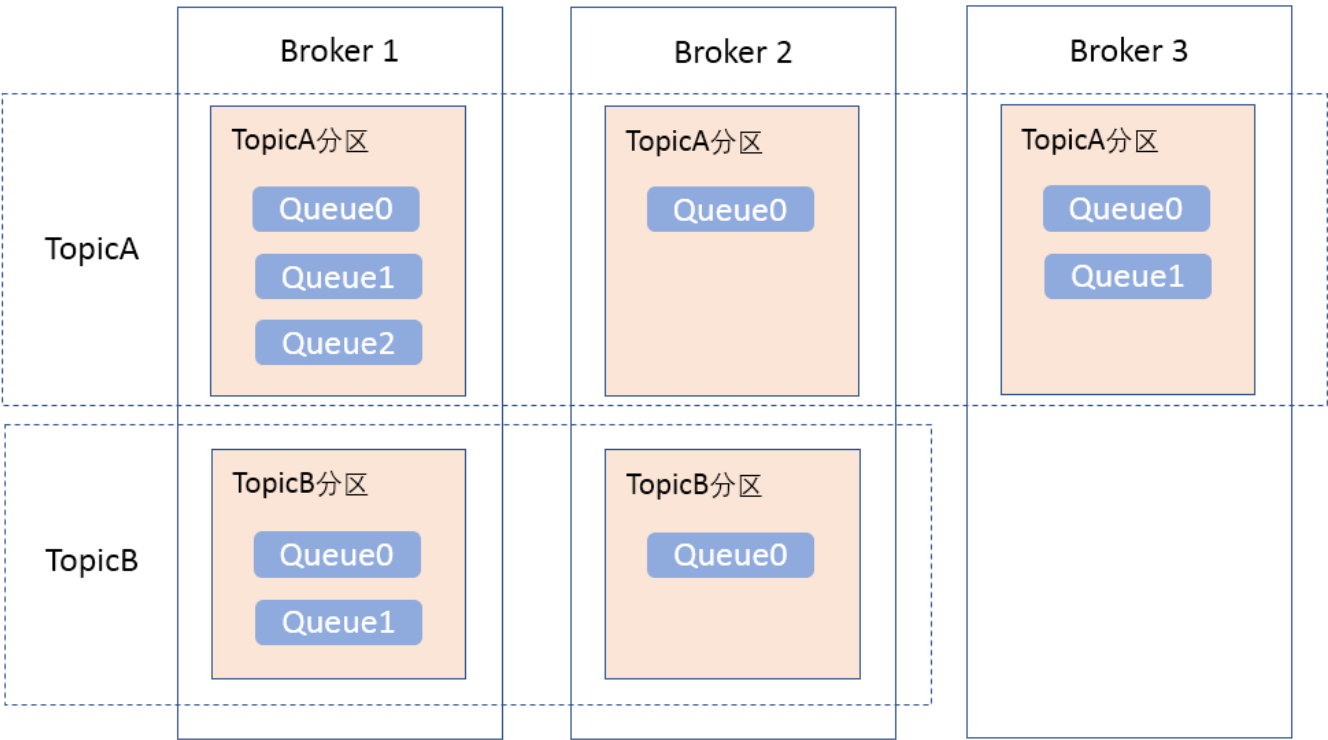 Broker 1
Broker 2
Broker 3
TopicA
TopicA分区
Queue0
Queue1
Queue2
TopicA分区
Queue0
TopicA分区
Queue0
Queue1
TopicB
TopicB分区
Queue0
Queue1
TopicB分区
Queue0